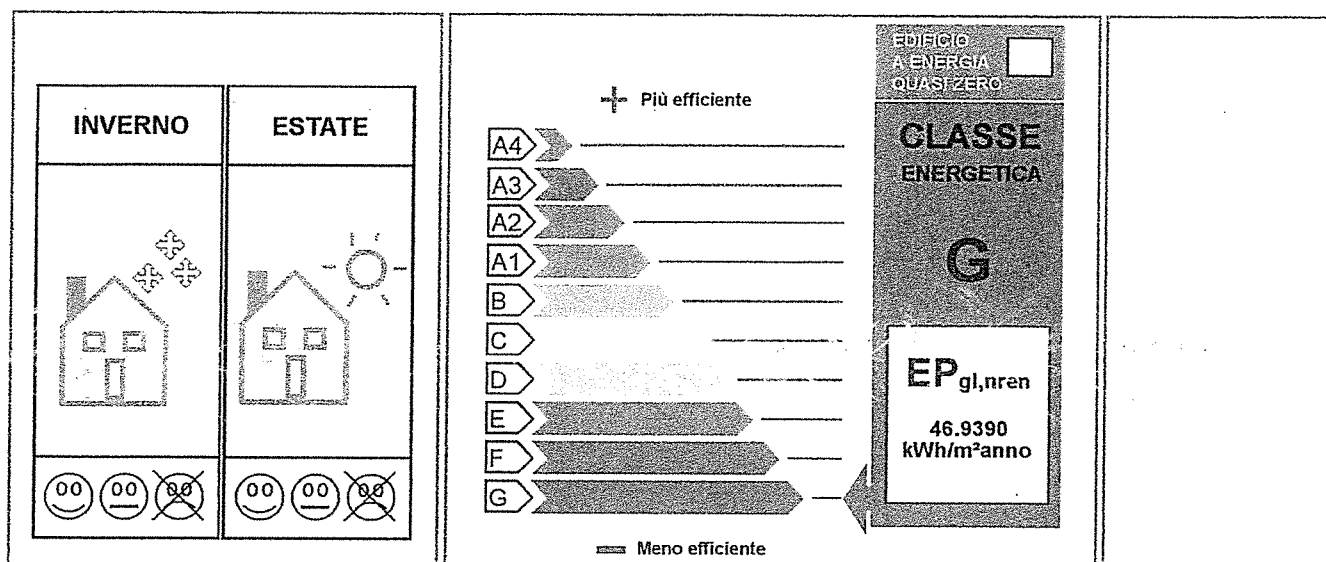 INVERNO
ESTATE
Più efficiente
A4
A3
A2
A1
B
C
D
E
F
G
Meno efficiente
EDIFICIO
A ENERGIA
QUASI ZERO
CLASSE
ENERGETICA
G
EPgl,nren
46.9390
kWh/m²anno